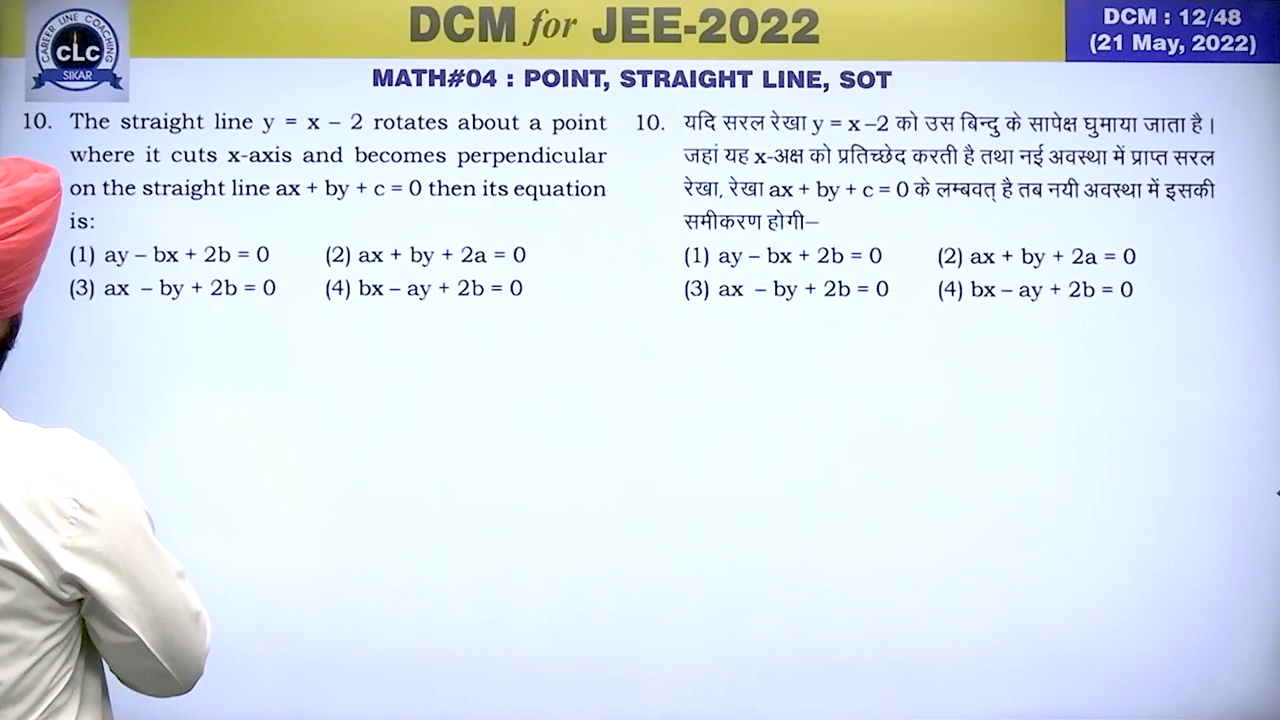 DCM for JEE-2022
DCM : 12/48
(21 May, 2022)
CAREER LINE COACHING
CLC
SIKAR
MATH#04 : POINT, STRAIGHT LINE, SOT
10. The straight line y = x – 2 rotates about a point
where it cuts x-axis and becomes perpendicular
on the straight line ax + by + c = 0 then its equation
is:
(1) ay – bx + 2b = 0 (2) ax + by + 2a = 0
(3) ax – by + 2b = 0 (4) bx – ay + 2b = 0
10. यदि सरल रेखा y = x –2 को उस बिन्दु के सापेक्ष घुमाया जाता है।
जहां यह x-अक्ष को प्रतिच्छेद करती है तथा नई अवस्था में प्राप्त सरल
रेखा, रेखा ax + by + c = 0 के लम्बवत् है तब नयी अवस्था में इसकी
समीकरण होगी–
(1) ay – bx + 2b = 0 (2) ax + by + 2a = 0
(3) ax – by + 2b = 0 (4) bx – ay + 2b = 0